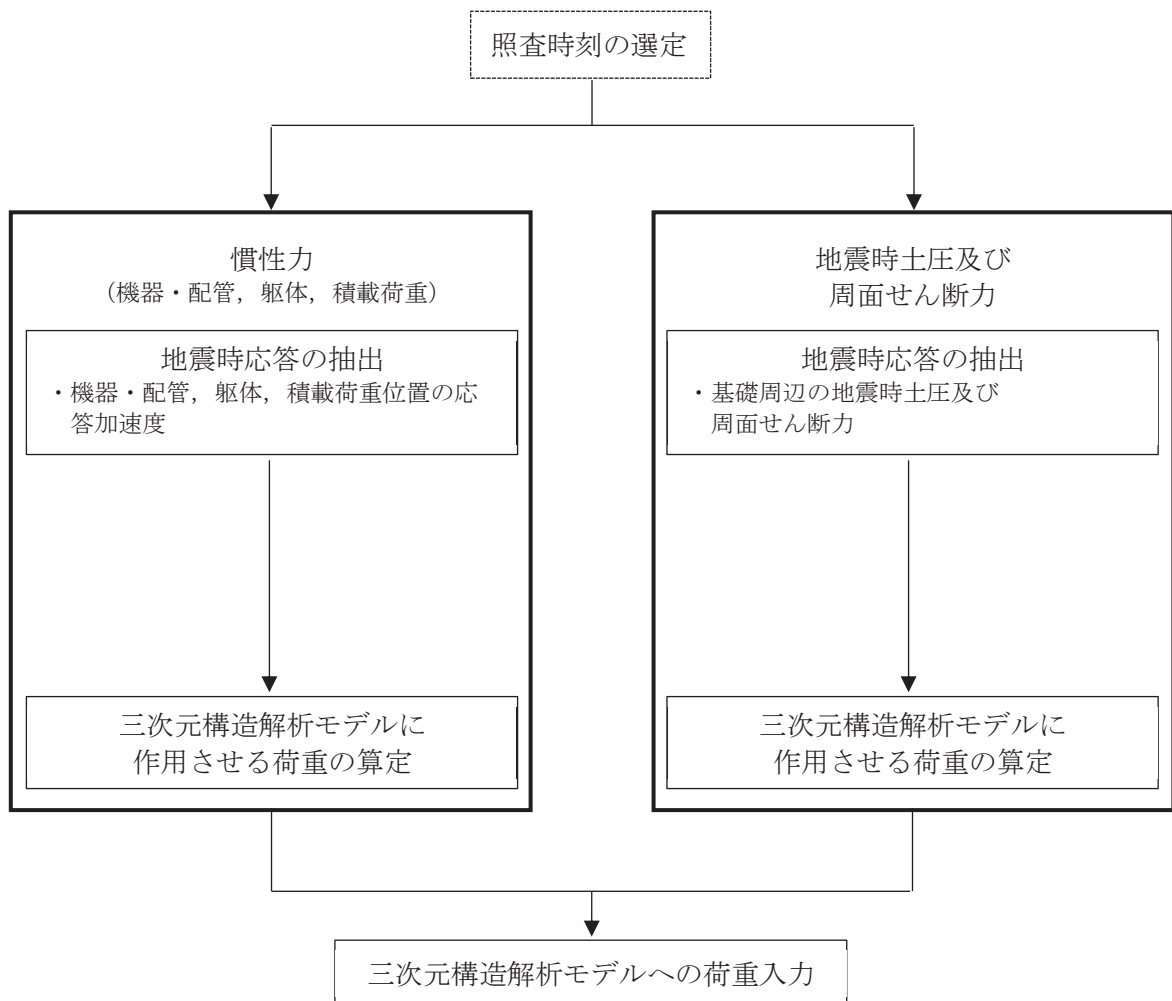 照査時刻の選定
慣性力
（機器・配管，躯体，積載荷重）
地震時応答の抽出
・機器・配管，躯体，積載荷重位置の応
答加速度
三次元構造解析モデルに
作用させる荷重の算定
地震時土圧及び
周面せん断力
地震時応答の抽出
・基礎周辺の地震時土圧及び
周面せん断力
三次元構造解析モデルに
作用させる荷重の算定
三次元構造解析モデルへの荷重入力